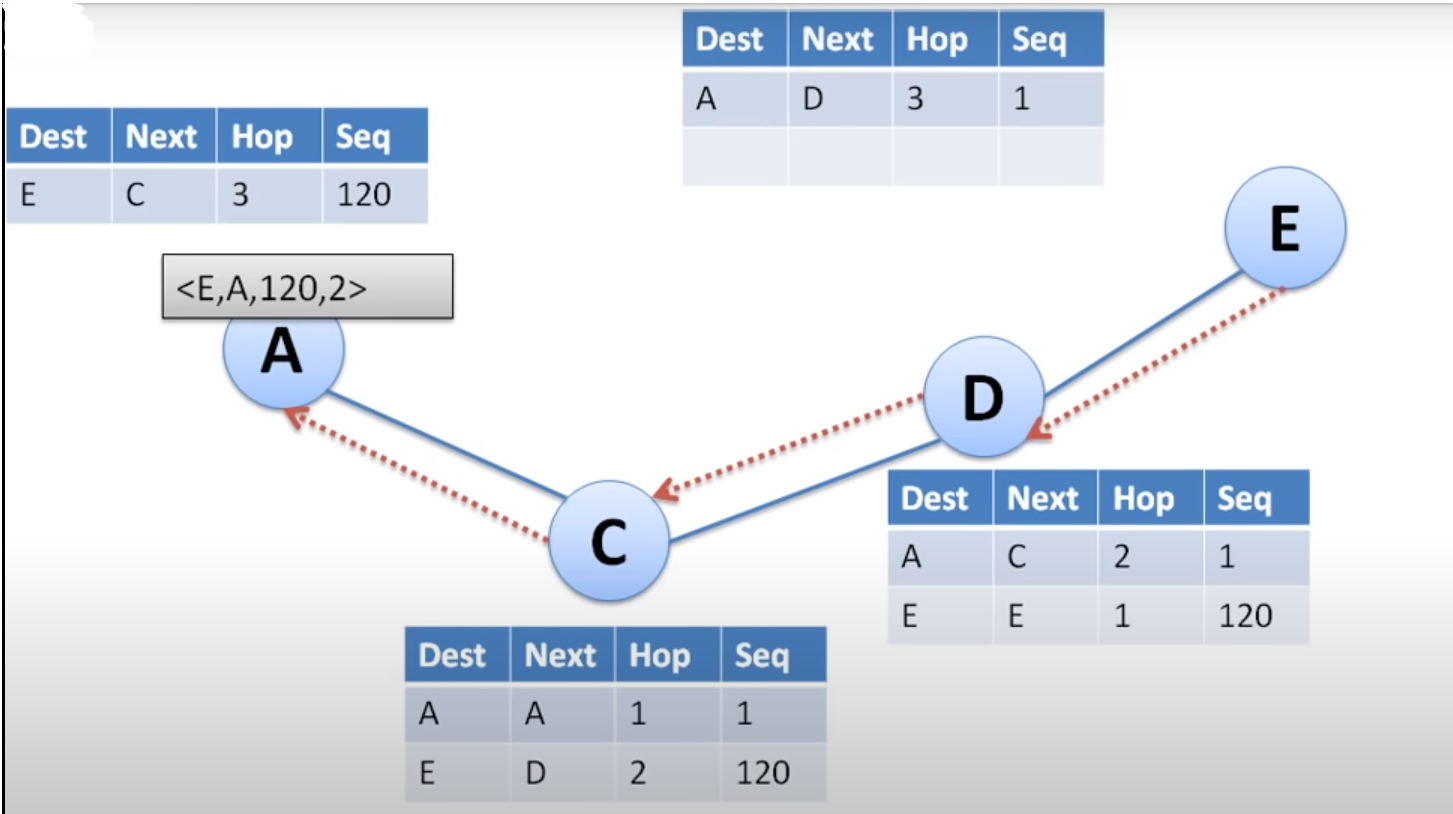 Dest Next Hop Seq
A D 3 1
Dest Next Hop Seq
E C 3 120
<E,A,120,2>
A
E
D
C
Dest Next Hop Seq
A C 2 1
E E 1 120
Dest Next Hop Seq
A A 1 1
E D 2 120